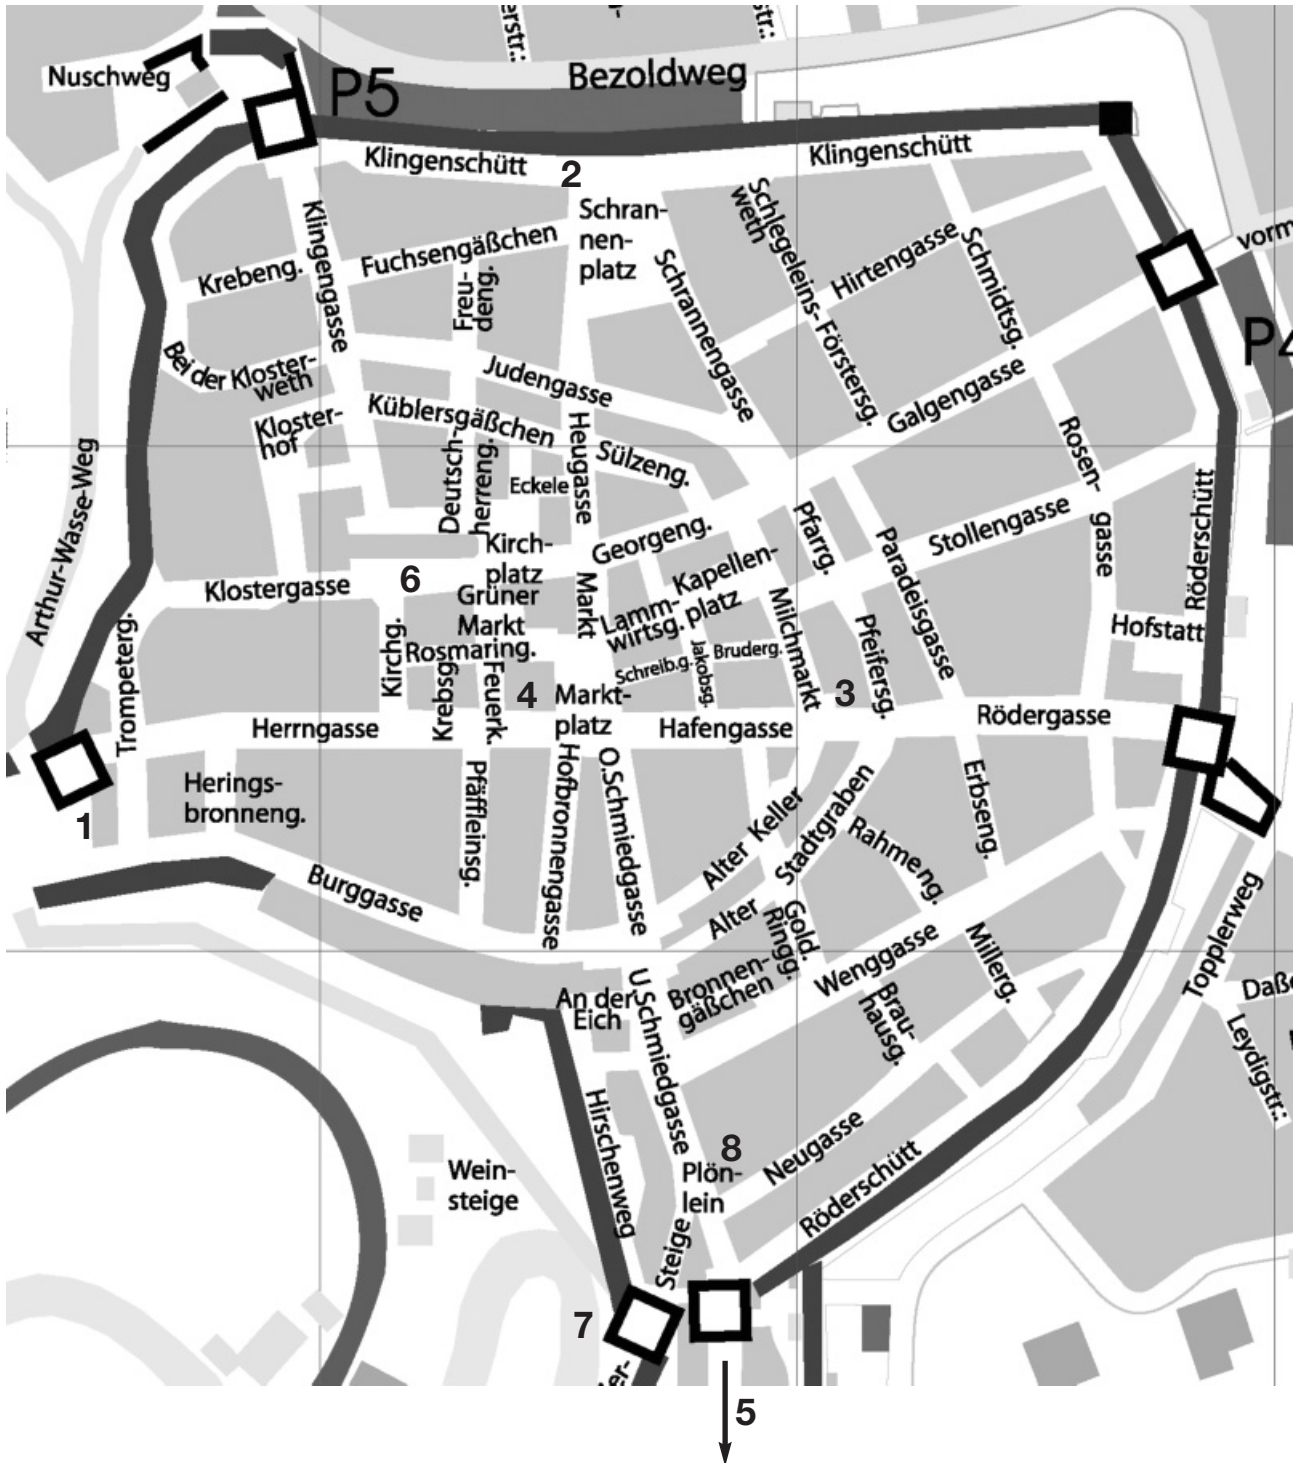 erstr.:
str.:
Nuschweg
P5
Bezoldweg
Klingenschütt
2
Klingenschütt
Schran-
nen-
platz
Schlegeleins-
weth
Klingengasse
Fuchsengäßchen
Krebeng.
Freu-
deng.
Schrannengasse
Hirtengasse
Schmidtsg.
vorm
P4
Förstersg.
Bei der Kloster-
weth
Judengasse
Galgengasse
Kloster-
hof
Küblersgäßchen
Heugasse
Sülzeng.
Rosen-
gasse
Deutsch-
herreng.
Eckele
Arthur-Wasse-Weg
Röderschütt
Pfarrg.
Stollengasse
Georgeng.
Kirch-
platz
Paradeisgasse
6
Klostergasse
Grüner
Markt
Markt
Kapellen-
platz
Lamm-
wirtsg.
Milchmarkt
Pfeifersg.
Hofstatt
Trompeterg.
Kirchg.
Rosmaring.
Bruderg.
Schreib.g.
Jakobsg.
Krebsg.
Feuerk.
4
Markt-
platz
3
Herrngasse
Hafengasse
Rödergasse
1
Herings-
bronneng.
Pfäffleinsg.
Hofbronnengasse
O.Schmiedgasse
Alter Keller
Alter Stadtgraben
Rahmeng.
Erbseng.
Burggasse
Gold.
Ringg.
Wenggasse
Millerg.
Topplerweg
An der
Eich
U.Schmiedgasse
Bronnen-
gäßchen
Brau-
hausg.
Leydigstr.:
Hirschenweg
8
Plön-
lein
Neugasse
Röderschütt
Wein-
steige
Steige
7
er-
5